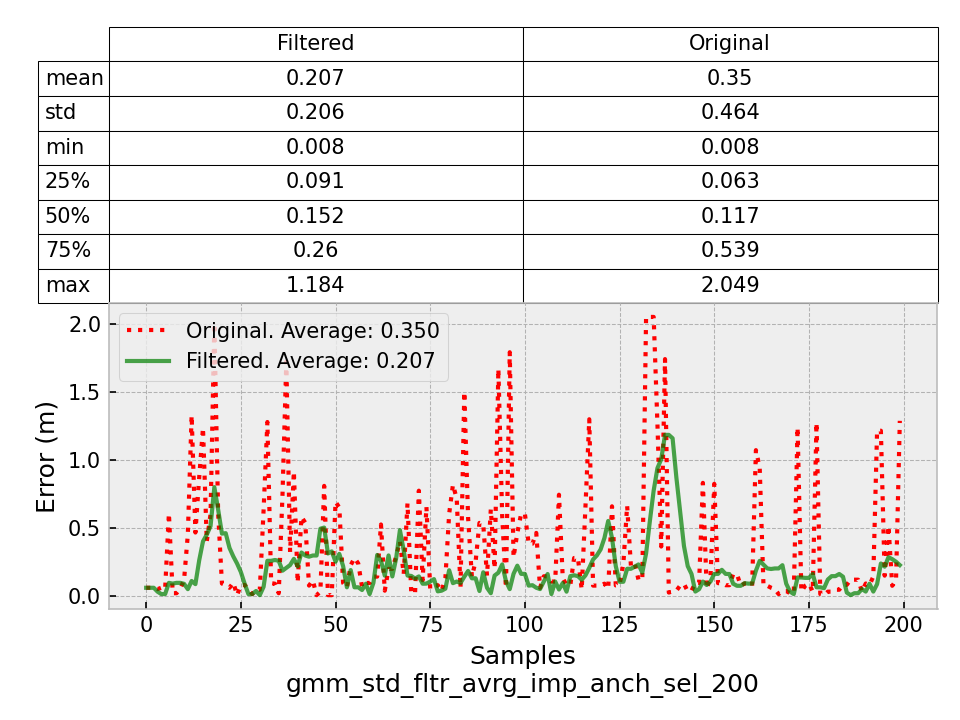 Filtered Original
mean 0.207 0.35
std 0.206 0.464
min 0.008 0.008
25% 0.091 0.063
50% 0.152 0.117
75% 0.26 0.539
max 1.184 2.049
Original. Average: 0.350
Filtered. Average: 0.207
Error (m)
2.0
1.5
1.0
0.5
0.0
0 25 50 75 100 125 150 175 200
Samples
gmm_std_fltr_avrg_imp_anch_sel_200